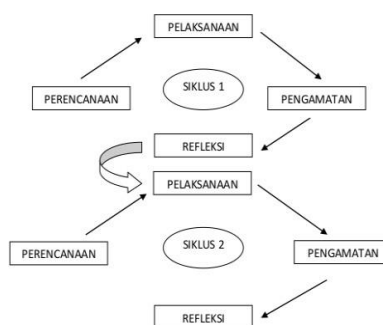 PELAKSANAAN
SIKLUS 1
PERENCANAAN
PENGAMATAN
REFLEKSI
PELAKSANAAN
SIKLUS 2
PERENCANAAN
PENGAMATAN
REFLEKSI